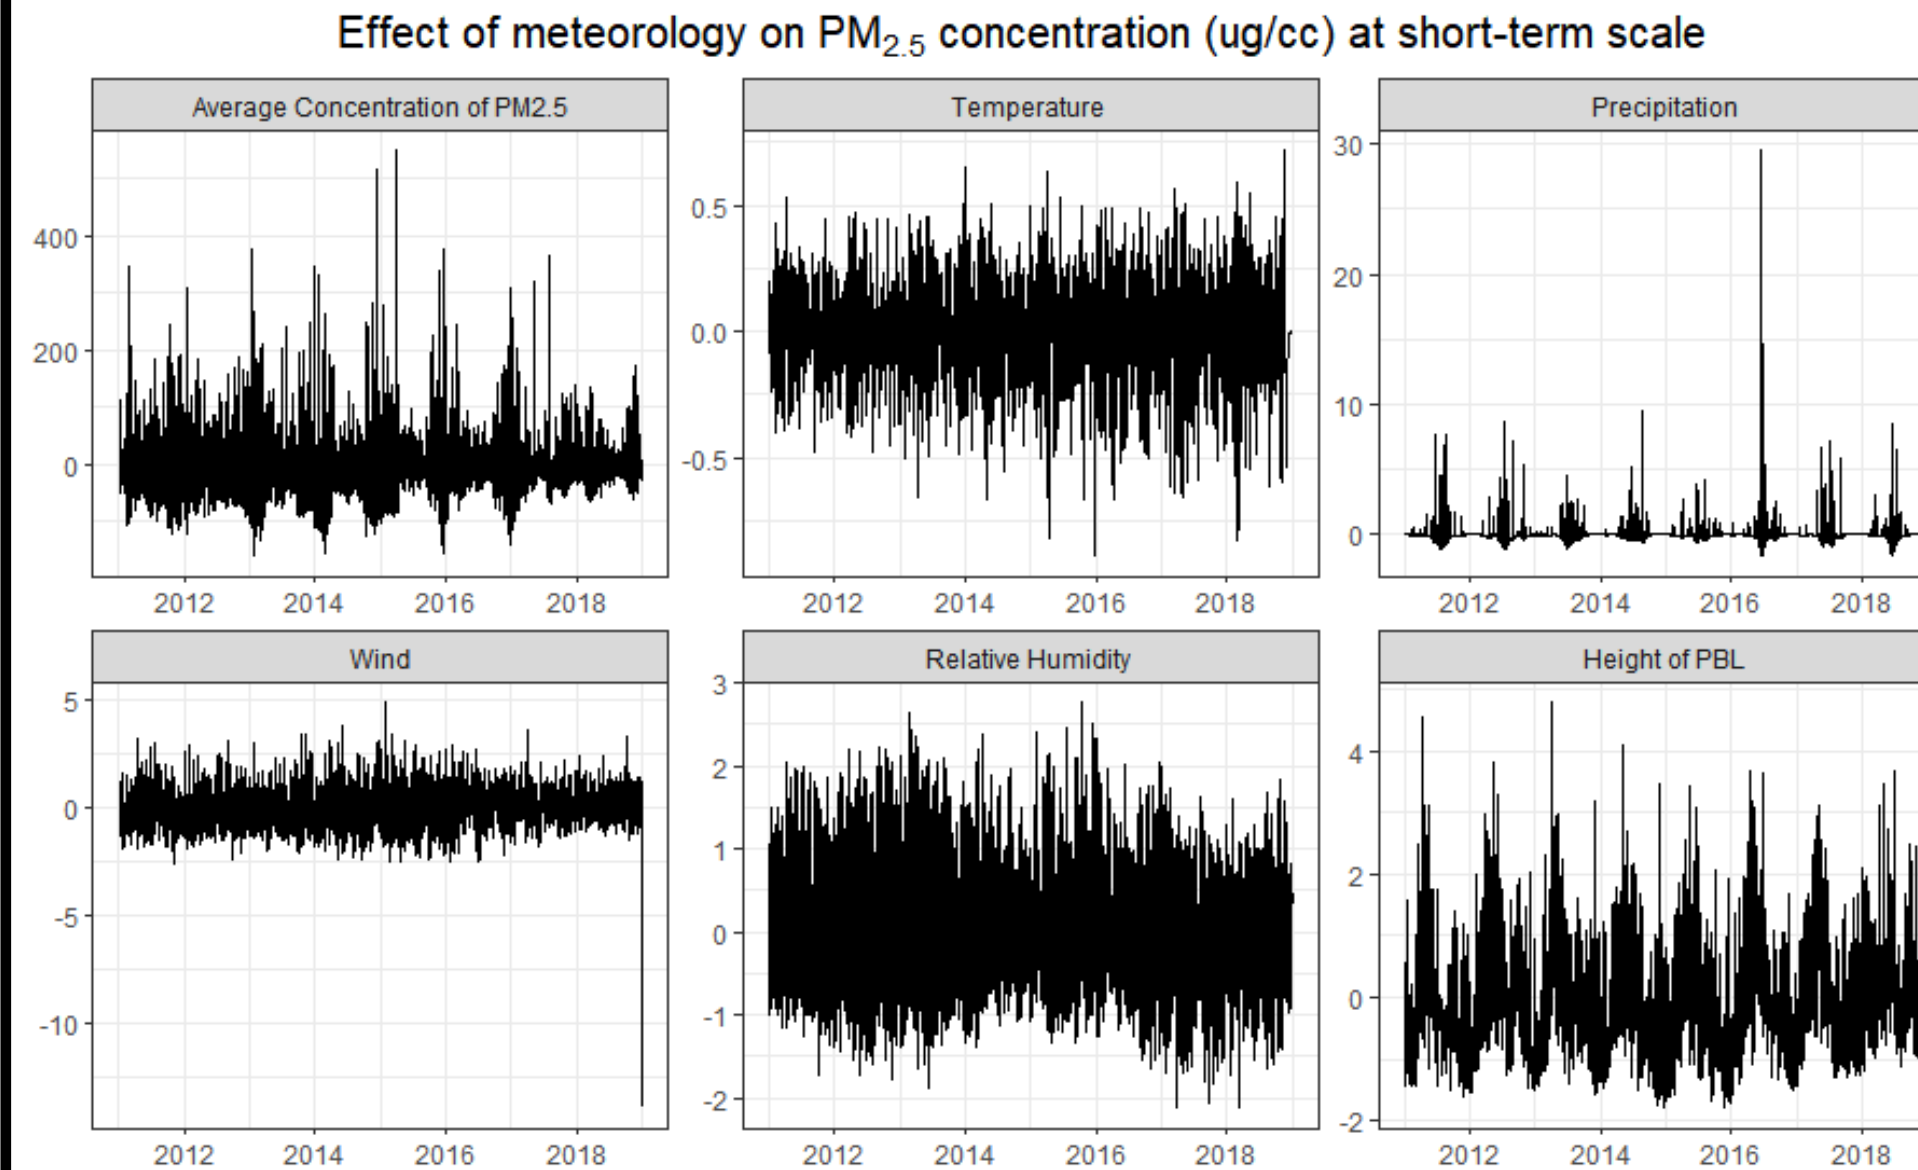 Effect of meteorology on PM2.5 concentration (ug/cc) at short-term scale
Average Concentration of PM2.5
Temperature
Precipitation
400
200
0
0.5
0.0
-0.5
30
20
10
0
2012 2014 2016 2018
2012 2014 2016 2018
2012 2014 2016 2018
Wind
Relative Humidity
Height of PBL
5
0
-5
-10
3
2
1
0
-1
-2
4
2
0
-2
2012 2014 2016 2018
2012 2014 2016 2018
2012 2014 2016 2018